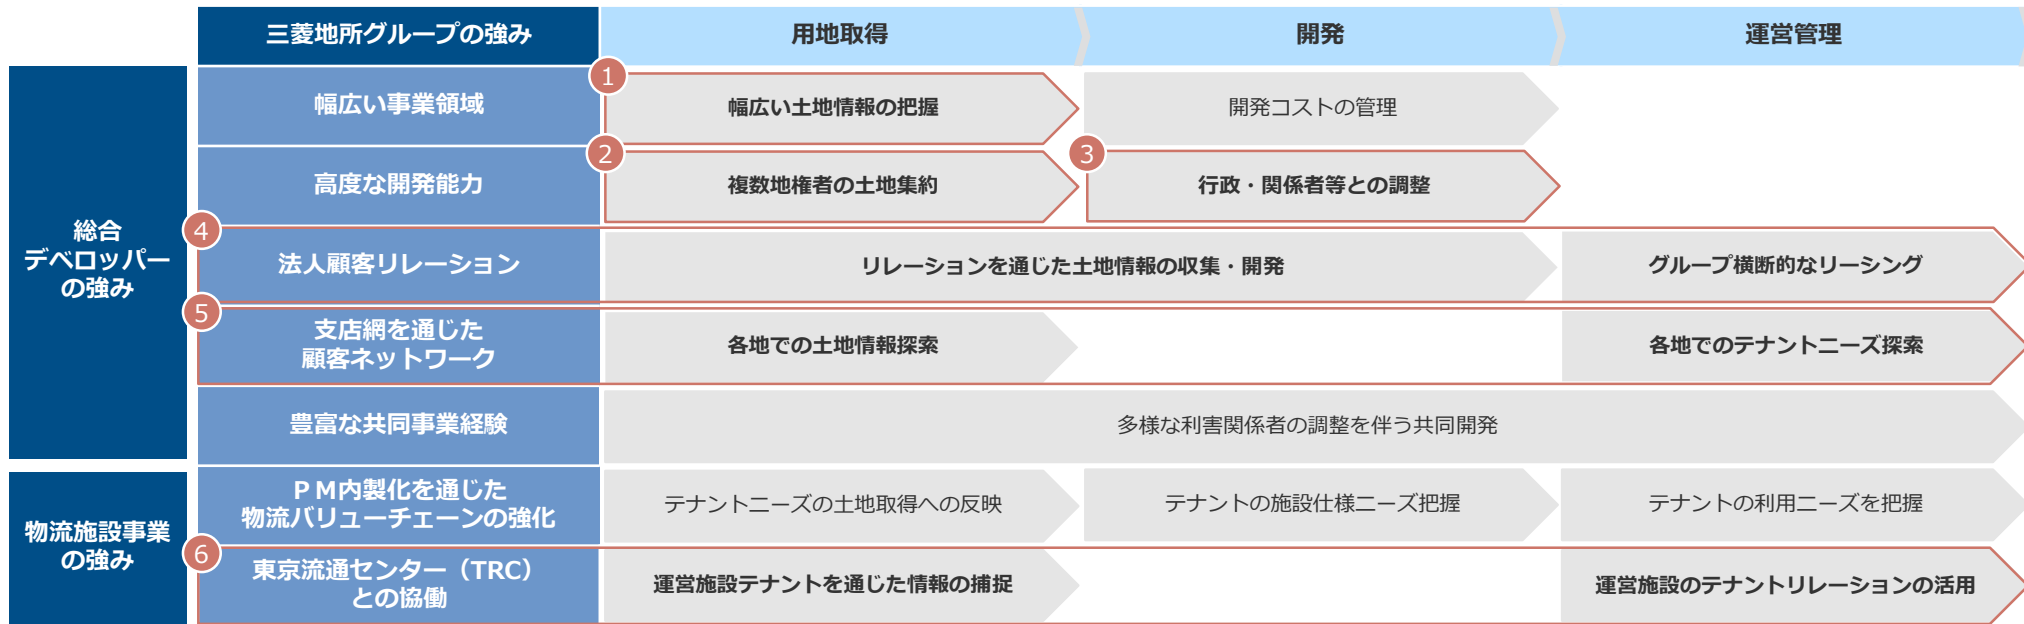 三菱地所グループの強み
用地取得
開発
運営管理
総合
デベロッパー
の強み
幅広い事業領域
1
幅広い土地情報の把握
開発コストの管理
高度な開発能力
2
複数地権者の土地集約
3
行政・関係者等との調整
4
法人顧客リレーション
リレーションを通じた土地情報の収集・開発
グループ横断的なリーシング
5
支店網を通じた
顧客ネットワーク
各地での土地情報探索
各地でのテナントニーズ探索
豊富な共同事業経験
多様な利害関係者の調整を伴う共同開発
物流施設事業
の強み
ＰＭ内製化を通じた
物流バリューチェーンの強化
テナントニーズの土地取得への反映
テナントの施設仕様ニーズ把握
テナントの利用ニーズを把握
6
東京流通センター（TRC）
との協働
運営施設テナントを通じた情報の捕捉
運営施設のテナントリレーションの活用